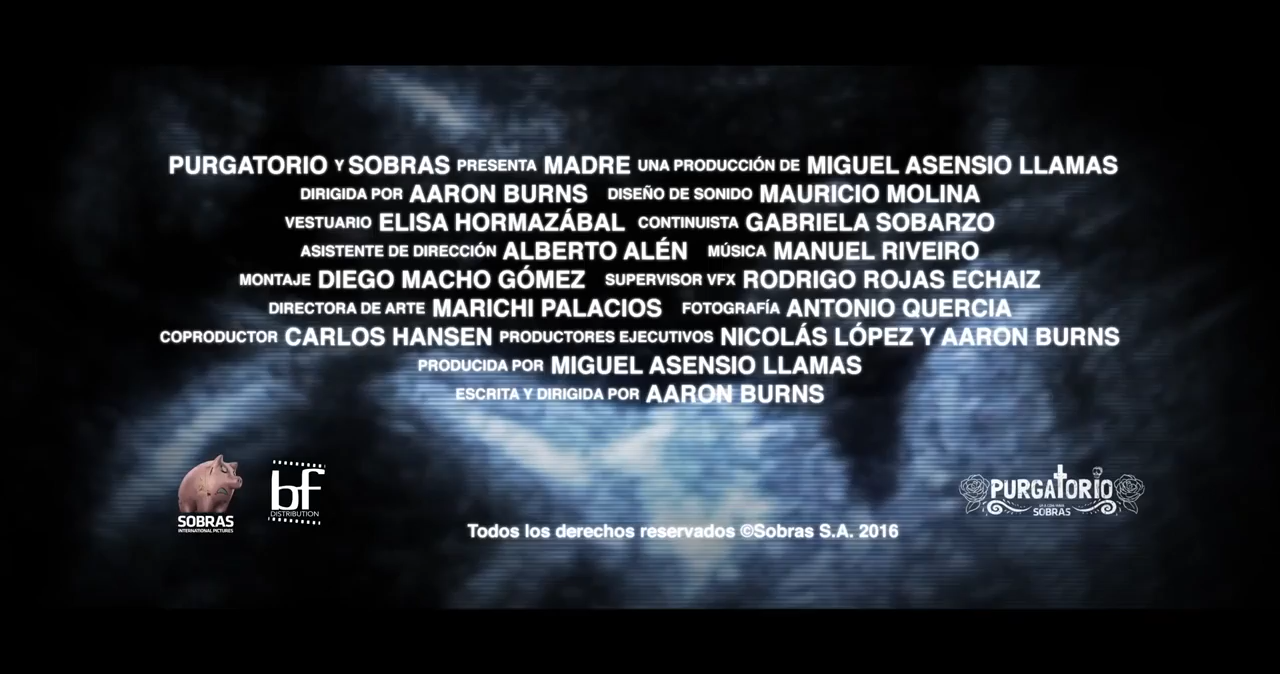 PURGATORIO Y SOBRAS PRESENTA MADRE UNA PRODUCCIÓN DE MIGUEL ASENSIO LLAMAS
DIRIGIDA POR AARON BURNS DISEÑO DE SONIDO MAURICIO MOLINA
VESTUARIO ELISA HORMAZÁBAL CONTINUISTA GABRIELA SOBARZO
ASISTENTE DE DIRECCIÓN ALBERTO ALÉN MÚSICA MANUEL RIVEIRO
MONTAJE DIEGO MACHO GÓMEZ SUPERVISOR VFX RODRIGO ROJAS ECHAIZ
DIRECTORA DE ARTE MARICHI PALACIOS FOTOGRAFÍA ANTONIO QUERCIA
COPRODUCTOR CARLOS HANSEN PRODUCTORES EJECUTIVOS NICOLÁS LÓPEZ Y AARON BURNS
PRODUCIDA POR MIGUEL ASENSIO LLAMAS
ESCRITA Y DIRIGIDA POR AARON BURNS
SOBRAS
INTERNATIONAL PICTURES
bf
DISTRIBUTION
PURGATORIO
SOBRAS
Todos los derechos reservados ©Sobras S.A. 2016